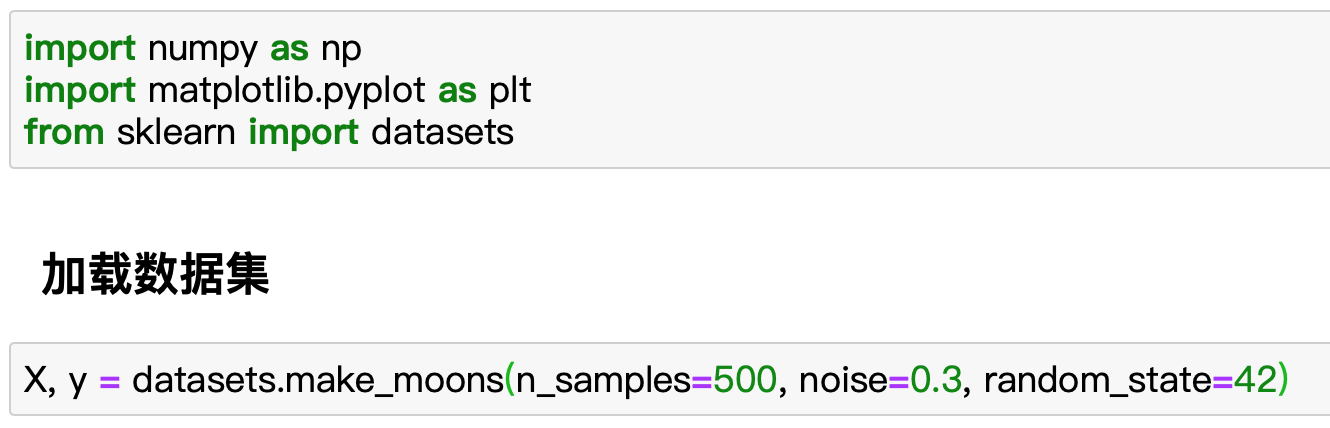 import numpy as np
import matplotlib.pyplot as plt
from sklearn import datasets
加载数据集
X, y = datasets.make_moons(n_samples=500, noise=0.3, random_state=42)